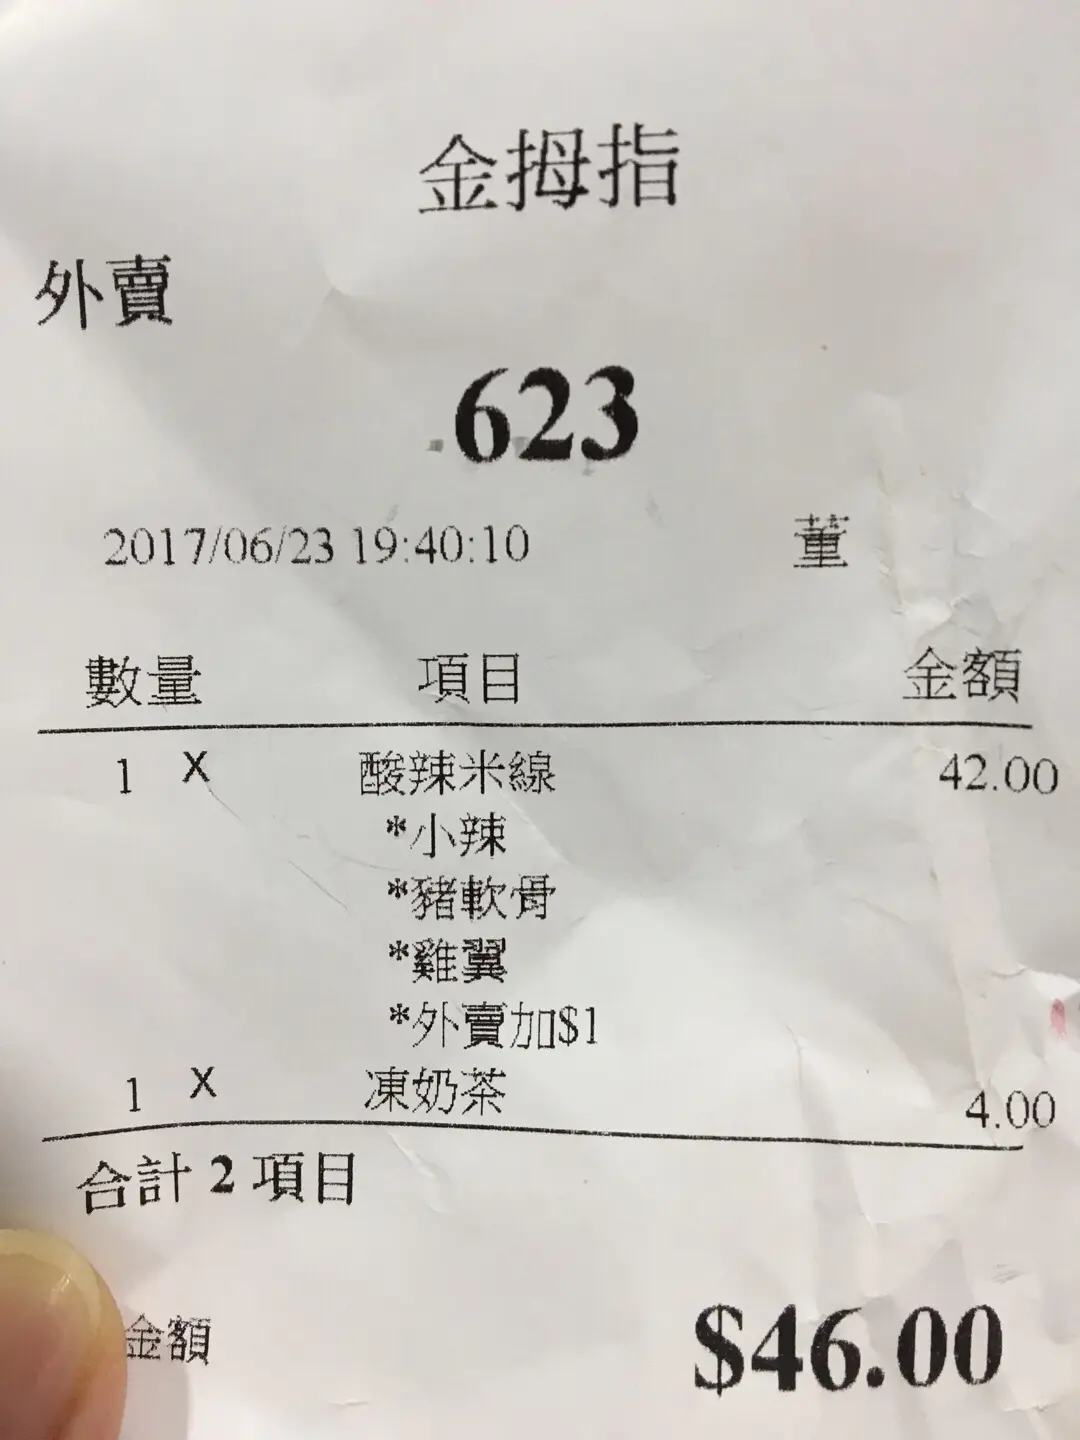 金拇指
外賣
623
2017/06/23 19:40:10 董
數量 項目 金額
1 X 酸辣米線 42.00
*小辣
*豬軟骨
*雞翼
*外賣加$1
1 X 凍奶茶 4.00
合計 2 項目
金額 $46.00